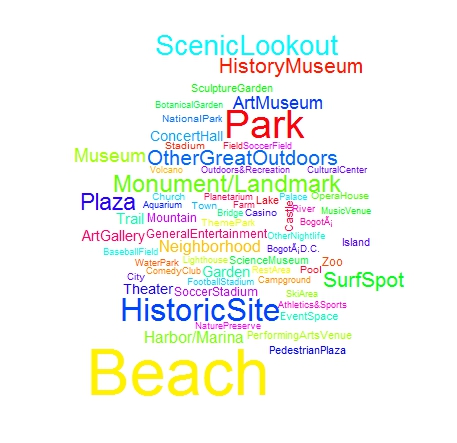 ScenicLookout
HistoryMuseum
SculptureGarden
BotanicalGarden ArtMuseum
NationalPark Park
ConcertHall
Stadium FieldSoccerField
Museum OtherGreatOutdoors
Volcano Outdoors&Recreation CulturalCenter
Monument/Landmark
Plaza Church Planetarium Lake Palace OperaHouse
Aquarium Town Farm Castle River MusicVenue
Trail Mountain Bridge Casino BogotÃ¡
ThemePark
ArtGallery GeneralEntertainment OtherNightlife
BaseballField Neighborhood BogotÃ¡D.C. Island
WaterPark Lighthouse ScienceMuseum Zoo
City ComedyClub Garden RestArea Pool
FootballStadium Campground SurfSpot
Theater SoccerStadium SkiArea
HistoricSite Athletics&Sports
EventSpace
NaturePreserve
Harbor/Marina PerformingArtsVenue
PedestrianPlaza
Beach